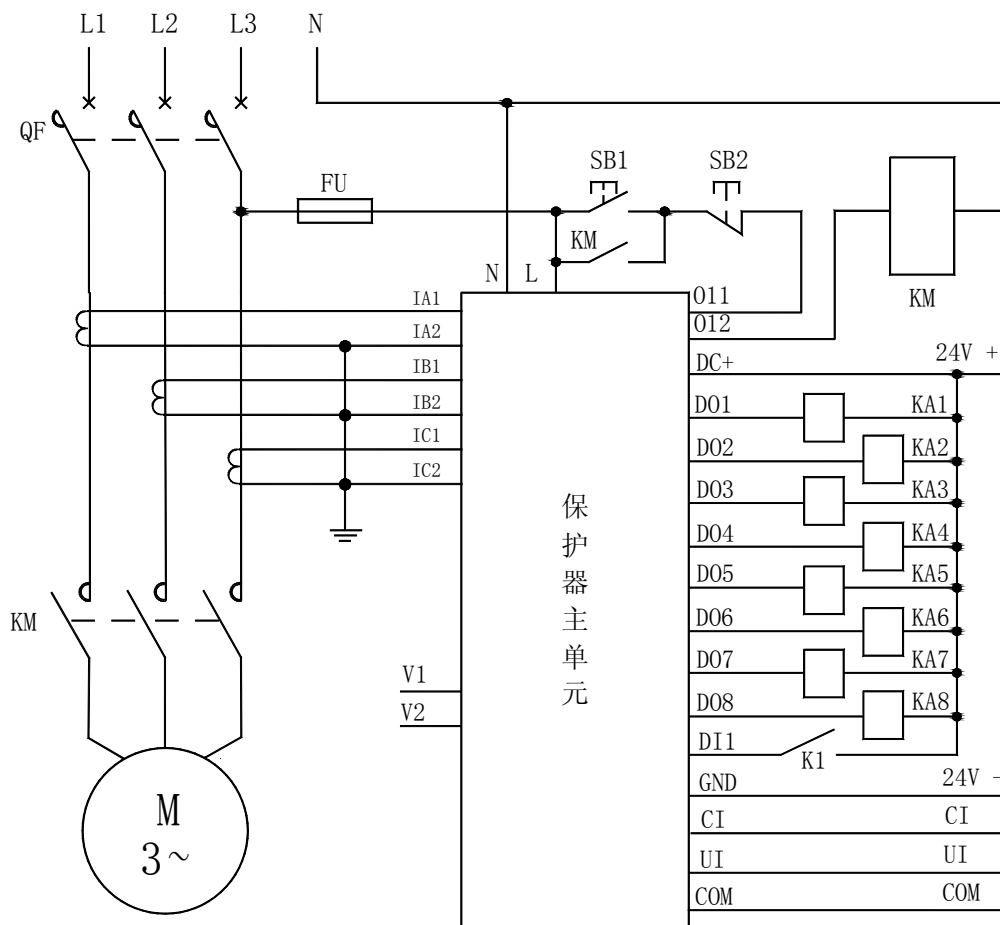 L1 L2 L3 N
QF
SB1 SB2
FU
KM
N L
KM
IA1
IA2
IB1
IB2
IC1
IC2
O11
O12
DC+ 24V +
DO1 KA1
DO2 KA2
DO3 KA3
DO4 KA4
DO5 KA5
DO6 KA6
DO7 KA7
DO8 KA8
DI1 K1
GND 24V -
CI CI
UI UI
COM COM
保护器主单元
KM
V1
V2
M
3~